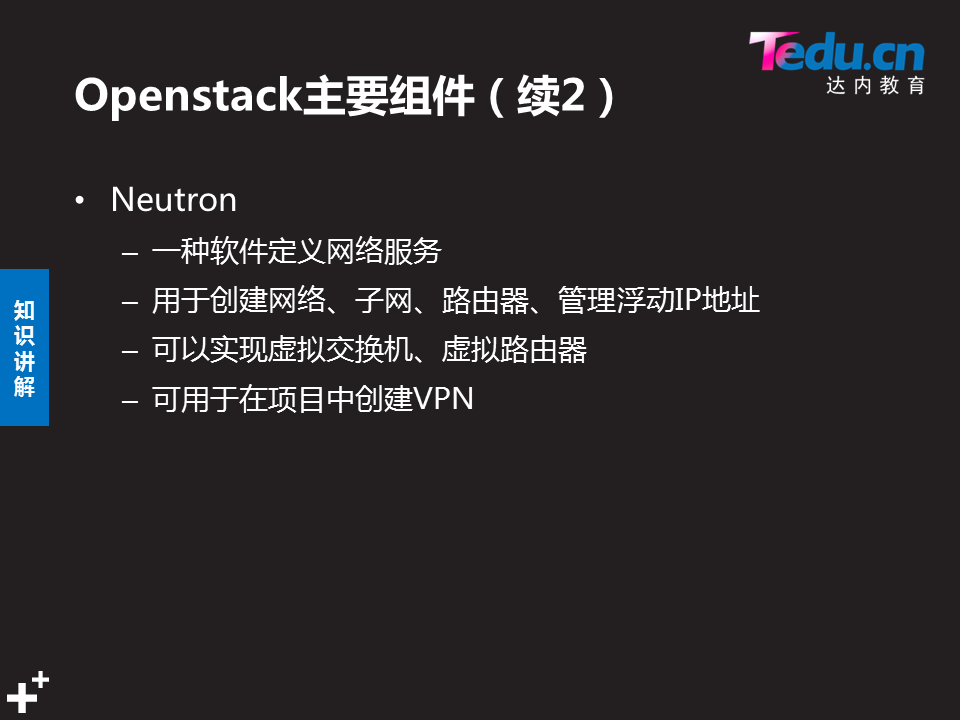 Tedu.cn
达内教育
Openstack主要组件（续2）
• Neutron
– 一种软件定义网络服务
– 用于创建网络、子网、路由器、管理浮动IP地址
– 可以实现虚拟交换机、虚拟路由器
– 可用于在项目中创建VPN
知
识
讲
解